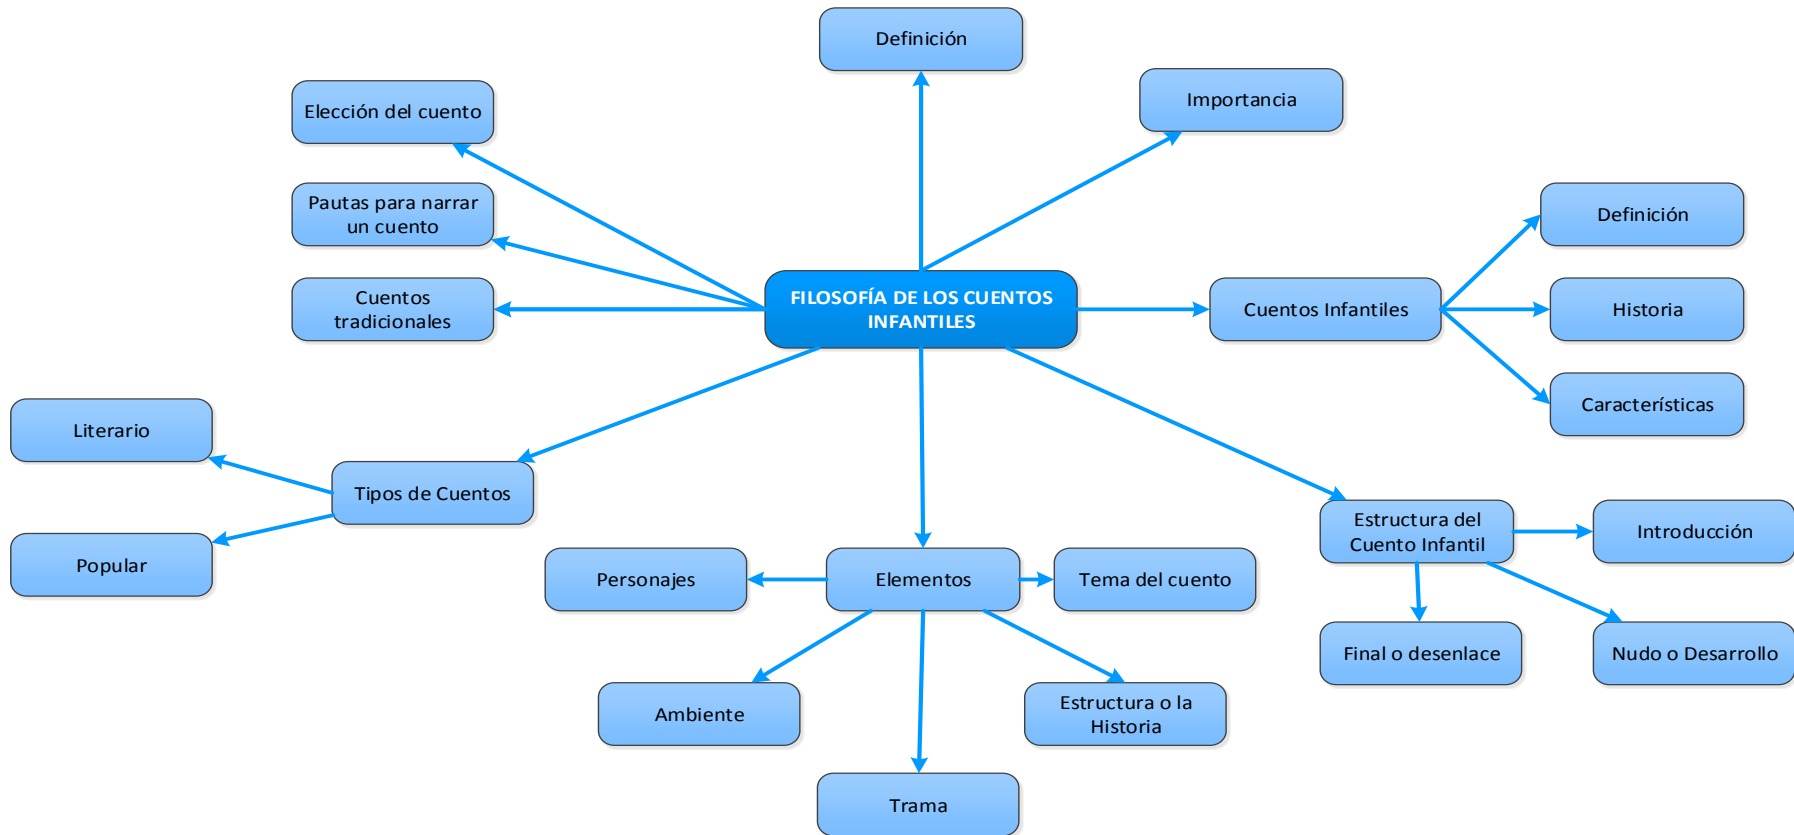 Definición
Importancia
Elección del cuento
Pautas para narrar
un cuento
Definición
Cuentos
tradicionales
FILOSOFÍA DE LOS CUENTOS
INFANTILES
Cuentos Infantiles
Historia
Características
Literario
Tipos de Cuentos
Popular
Estructura del
Cuento Infantil
Introducción
Personajes
Elementos
Tema del cuento
Final o desenlace
Nudo o Desarrollo
Ambiente
Estructura o la
Historia
Trama